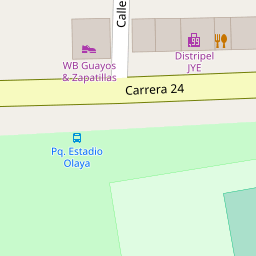 Calle
WB Guayos
& Zapatillas
Distripel
JYE
Carrera 24
Pq. Estadio
Olaya